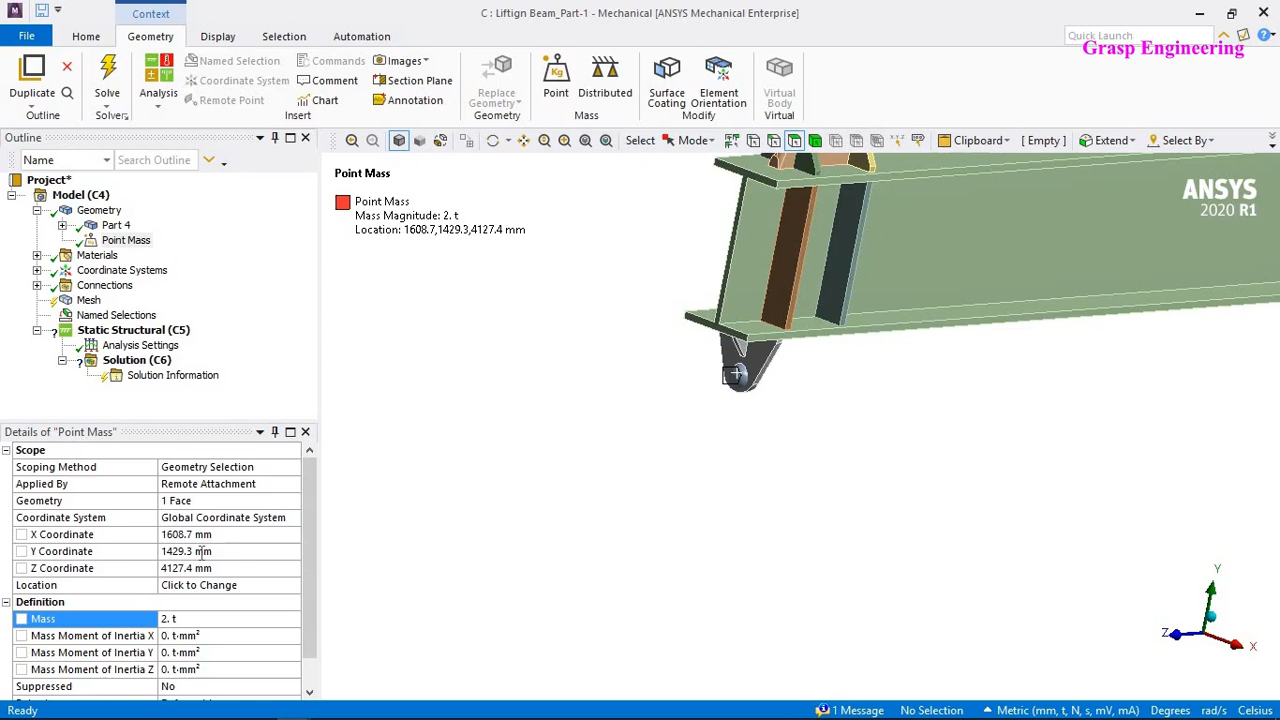 C : Liftign Beam_Part-1 - Mechanical [ANSYS Mechanical Enterprise]
Context
File
Home
Geometry
Display
Selection
Automation
Quick Launch
Grasp Engineering
Duplicate
Outline
Solve
Solvers
Analysis
Named Selection
Coordinate System
Remote Point
Commands
Comment
Chart
Insert
Images
Section Plane
Annotation
Replace
Geometry
Geometry
Point
Distributed
Mass
Surface
Coating
Element
Orientation
Modify
Virtual
Body
Virtual
Select
Mode
Clipboard
[ Empty ]
Extend
Select By
Outline
Name
Search Outline
Project*
Model (C4)
Geometry
Part 4
Point Mass
Materials
Coordinate Systems
Connections
Mesh
Named Selections
Static Structural (C5)
Analysis Settings
Solution (C6)
Solution Information
Point Mass
Point Mass
Mass Magnitude: 2. t
Location: 1608.7,1429.3,4127.4 mm
ANSYS
2020 R1
Details of "Point Mass"
Scope
Scoping Method Geometry Selection
Applied By Remote Attachment
Geometry 1 Face
Coordinate System Global Coordinate System
X Coordinate 1608.7 mm
Y Coordinate 1429.3 mm
Z Coordinate 4127.4 mm
Location Click to Change
Definition
Mass 2. t
Mass Moment of Inertia X 0. t·mm²
Mass Moment of Inertia Y 0. t·mm²
Mass Moment of Inertia Z 0. t·mm²
Suppressed No
Y
Z
X
Ready
1 Message
No Selection
Metric (mm, t, N, s, mV, mA)
Degrees
rad/s
Celsius